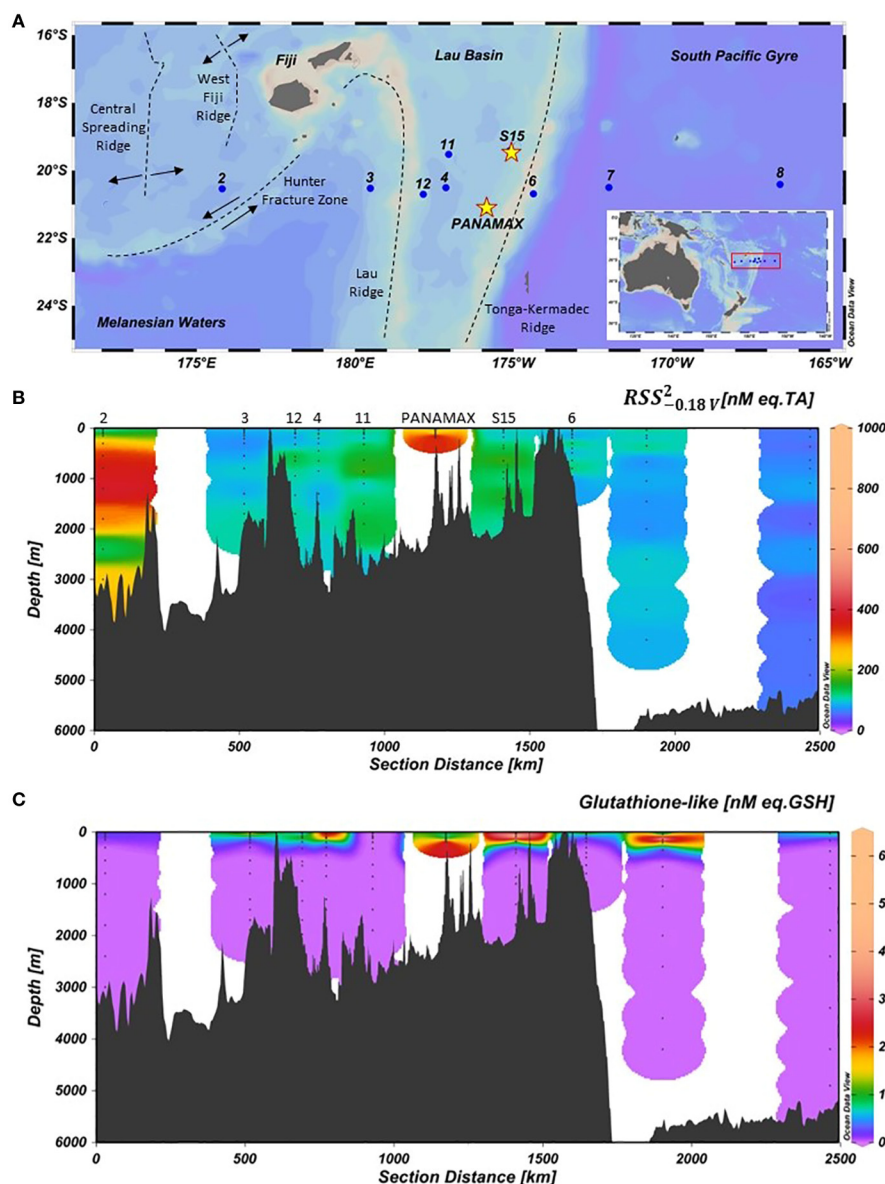 A
16°S
18°S
20°S
22°S
24°S
175°E
180°E
175°W
170°W
165°W
Fiji
Lau Basin
South Pacific Gyre
West
Fiji
Ridge
Central
Spreading
Ridge
S15
11
2
3
12
4
6
7
8
Hunter
Fracture Zone
PANAMAX
Lau
Ridge
Tonga-Kermadec
Ridge
Melanesian Waters
Ocean Data View
B
RSS²₋₀.₁₈ V [nM eq.TA]
2
3
12
4
11
PANAMAX
S15
6
0
1000
2000
3000
4000
5000
6000
Depth [m]
0
500
1000
1500
2000
2500
Section Distance [km]
1000
800
600
400
200
0
Ocean Data View
C
Glutathione-like [nM eq.GSH]
0
1000
2000
3000
4000
5000
6000
Depth [m]
0
500
1000
1500
2000
2500
Section Distance [km]
6
5
4
3
2
1
0
Ocean Data View